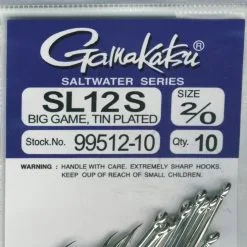 Gamakatsu®
SALTWATER SERIES
SL12S
BIG GAME, TIN PLATED
SIZE
2/0
Stock.No. 99512-10
Qty. 10
WARNING : HANDLE WITH CARE. EXTREMELY SHARP HOOKS.
KEEP OUP OF REACH OF SMALL CHILDREN.